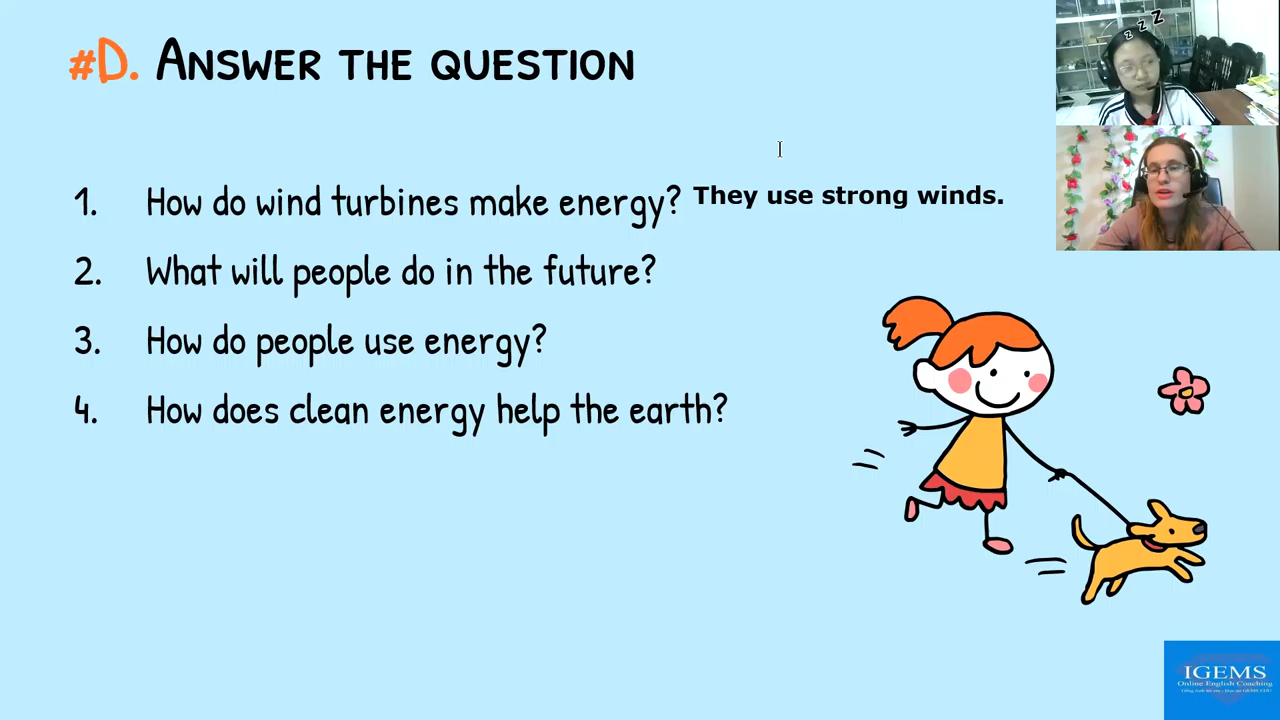 #D. ANSWER THE QUESTION
1. How do wind turbines make energy? They use strong winds.
2. What will people do in the future?
3. How do people use energy?
4. How does clean energy help the earth?
z z Z
IGEMS
Online English Coaching